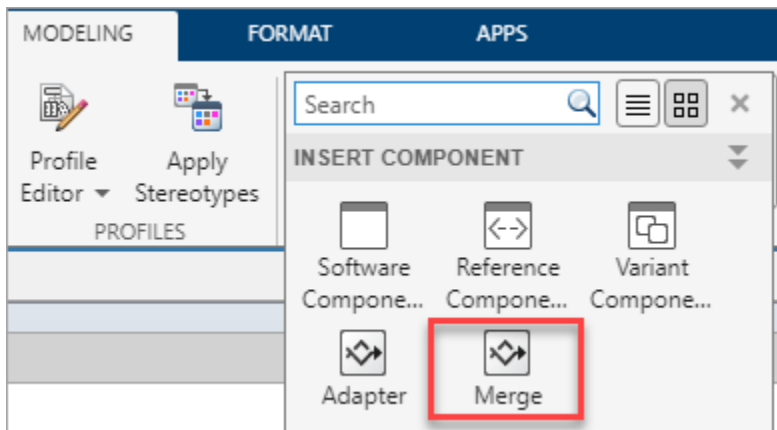 MODELING FORMAT APPS
Search
Profile Apply
Editor Stereotypes
PROFILES
INSERT COMPONENT
Software Reference Variant
Compone... Compone... Compone...
Adapter Merge